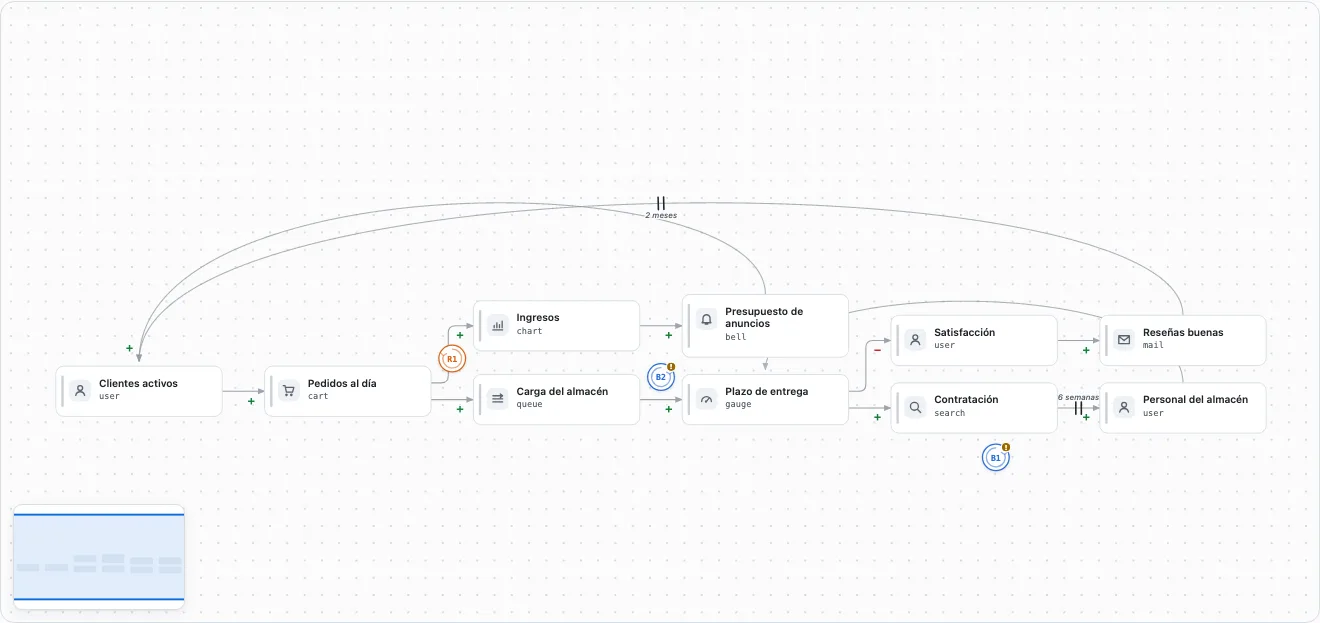 2 meses
Presupuesto de
anuncios
bell
Ingresos
chart
+
+
R1
Satisfacción
user
−
+
Reseñas buenas
mail
+
Clientes activos
user
+
Pedidos al día
cart
Carga del almacén
queue
+
B2
!
+
Plazo de entrega
gauge
+
Contratación
search
6 semanas
+
Personal del almacén
user
B1
!